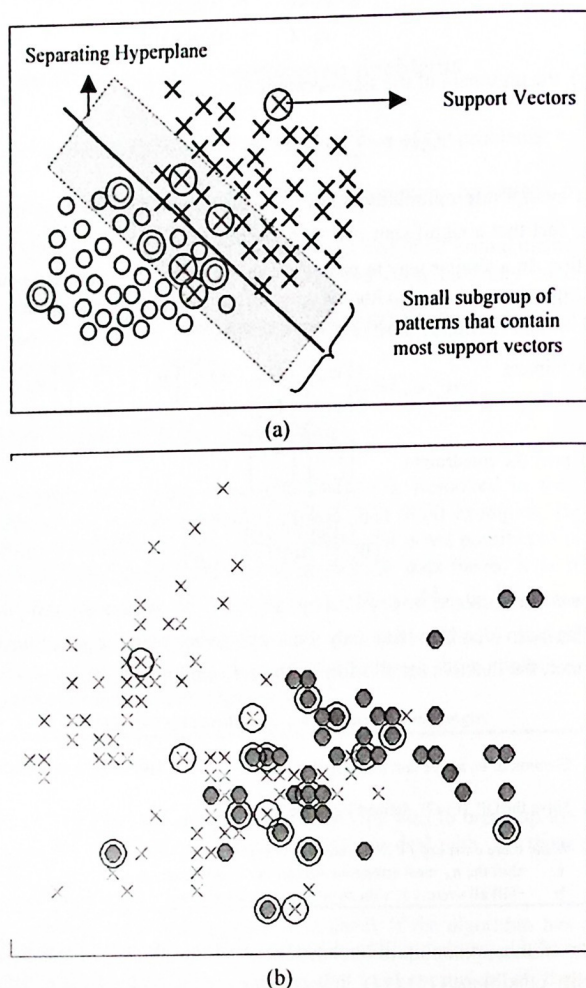 Separating Hyperplane
Support Vectors
Small subgroup of
patterns that contain
most support vectors
(a)
(b)